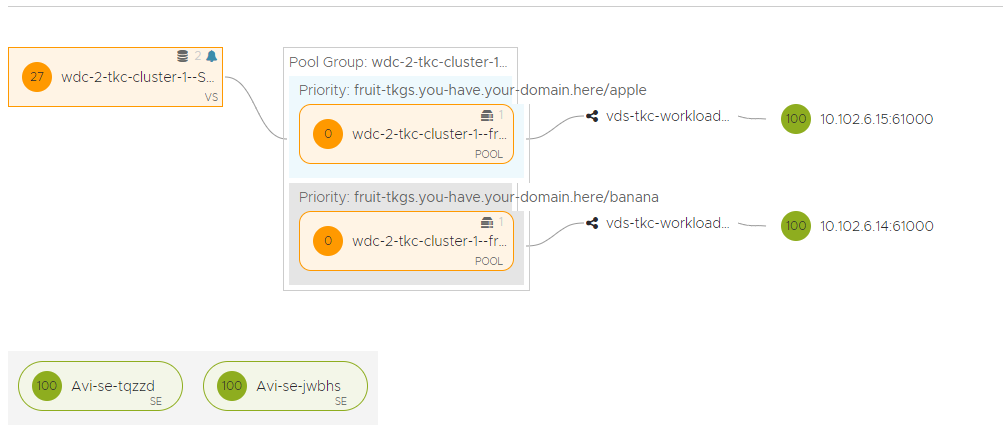 2
27 wdc-2-tkc-cluster-1--S...
VS
Pool Group: wdc-2-tkc-cluster-1...
Priority: fruit-tkgs.you-have.your-domain.here/apple
1
0 wdc-2-tkc-cluster-1--fr...
POOL
vds-tkc-workload...
100 10.102.6.15:61000
Priority: fruit-tkgs.you-have.your-domain.here/banana
1
0 wdc-2-tkc-cluster-1--fr...
POOL
vds-tkc-workload...
100 10.102.6.14:61000
100 Avi-se-tqzzd
SE
100 Avi-se-jwbhs
SE